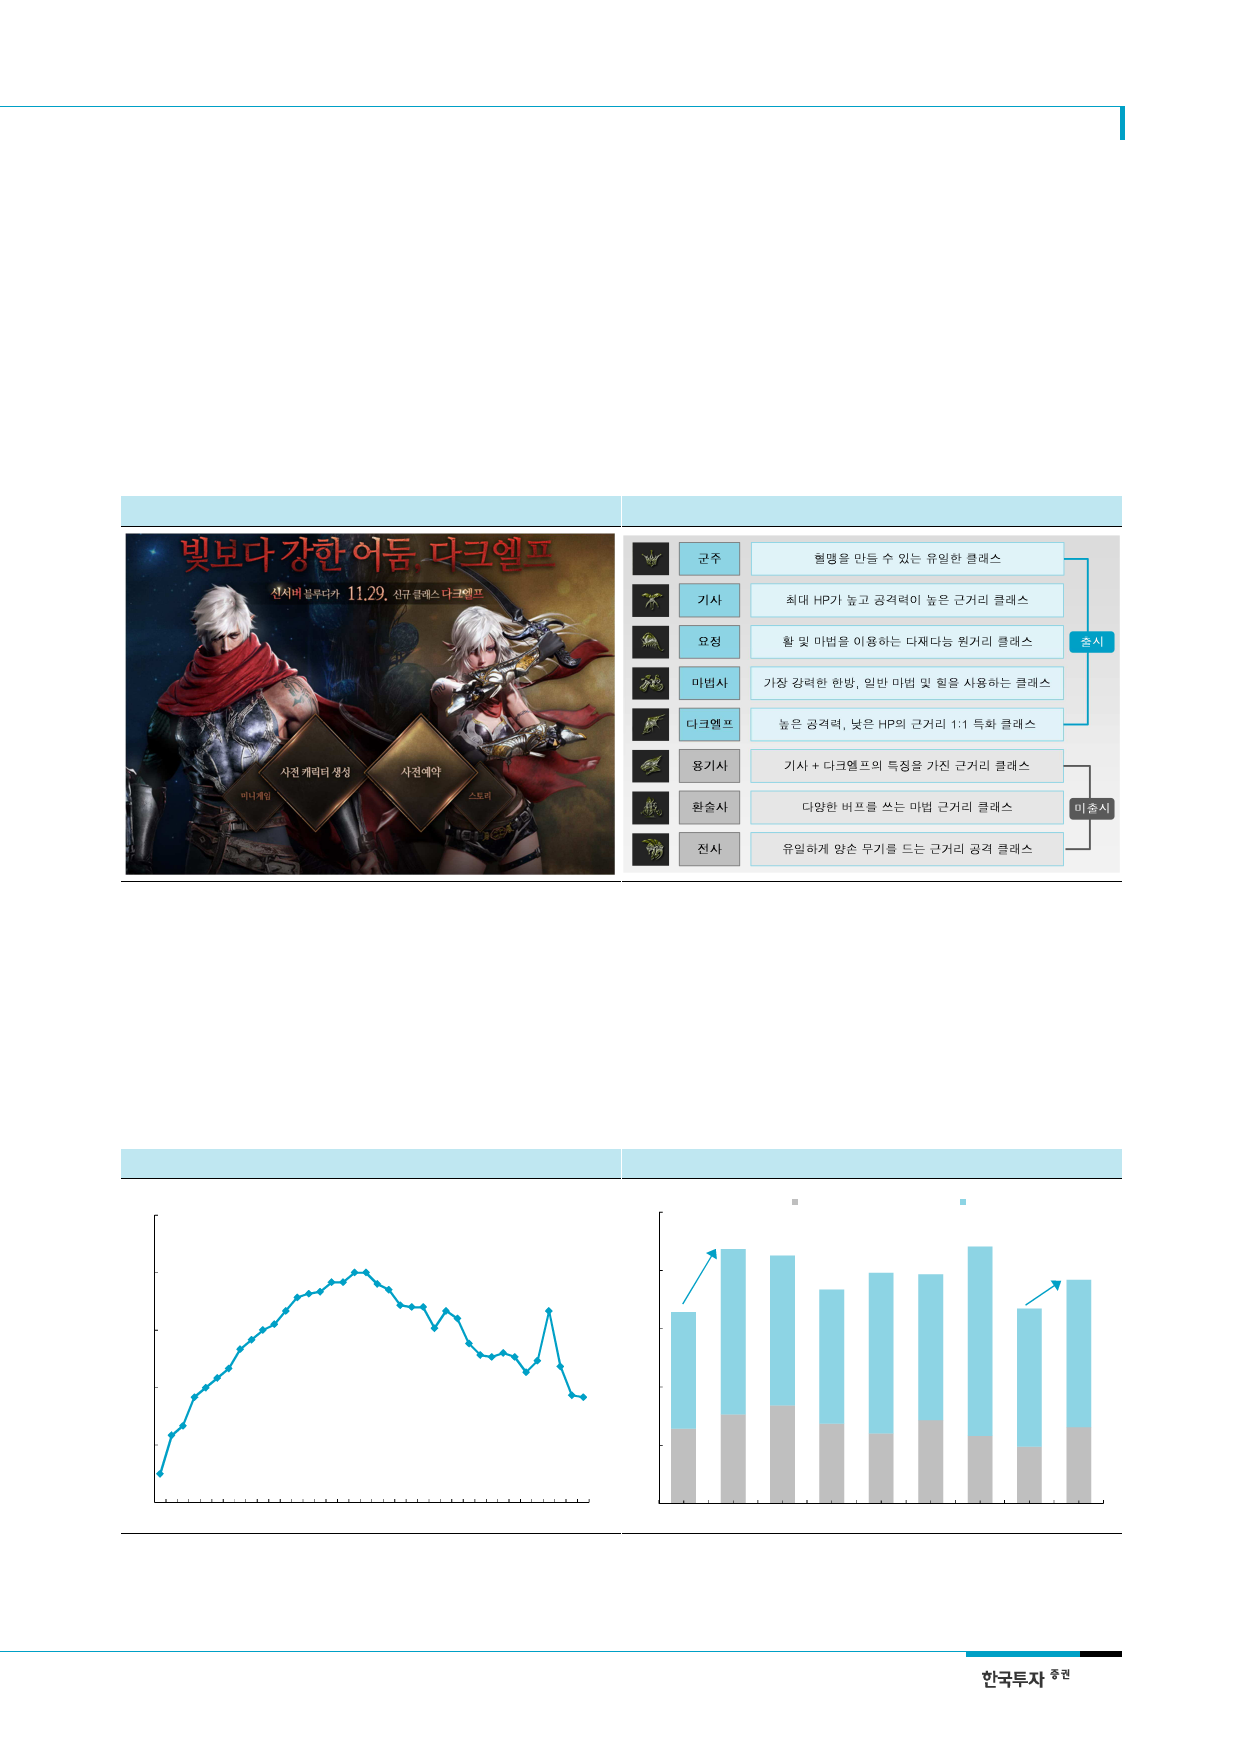 빛보다 강한 어둠, 다크엘프
신서버 블루디카 11.29. 신규 클래스 다크엘프
사전 캐릭터 생성
사전예약
미니게임
스토리
군주 혈맹을 만들 수 있는 유일한 클래스
기사 최대 HP가 높고 공격력이 높은 근거리 클래스
요정 활 및 마법을 이용하는 다재다능 원거리 클래스
출시
마법사 가장 강력한 한방, 일반 마법 및 힐을 사용하는 클래스
다크엘프 높은 공격력, 낮은 HP의 근거리 1:1 특화 클래스
용기사 기사 + 다크엘프의 특징을 가진 근거리 클래스
환술사 다양한 버프를 쓰는 마법 근거리 클래스
미출시
전사 유일하게 양손 무기를 드는 근거리 공격 클래스
한국투자 증권